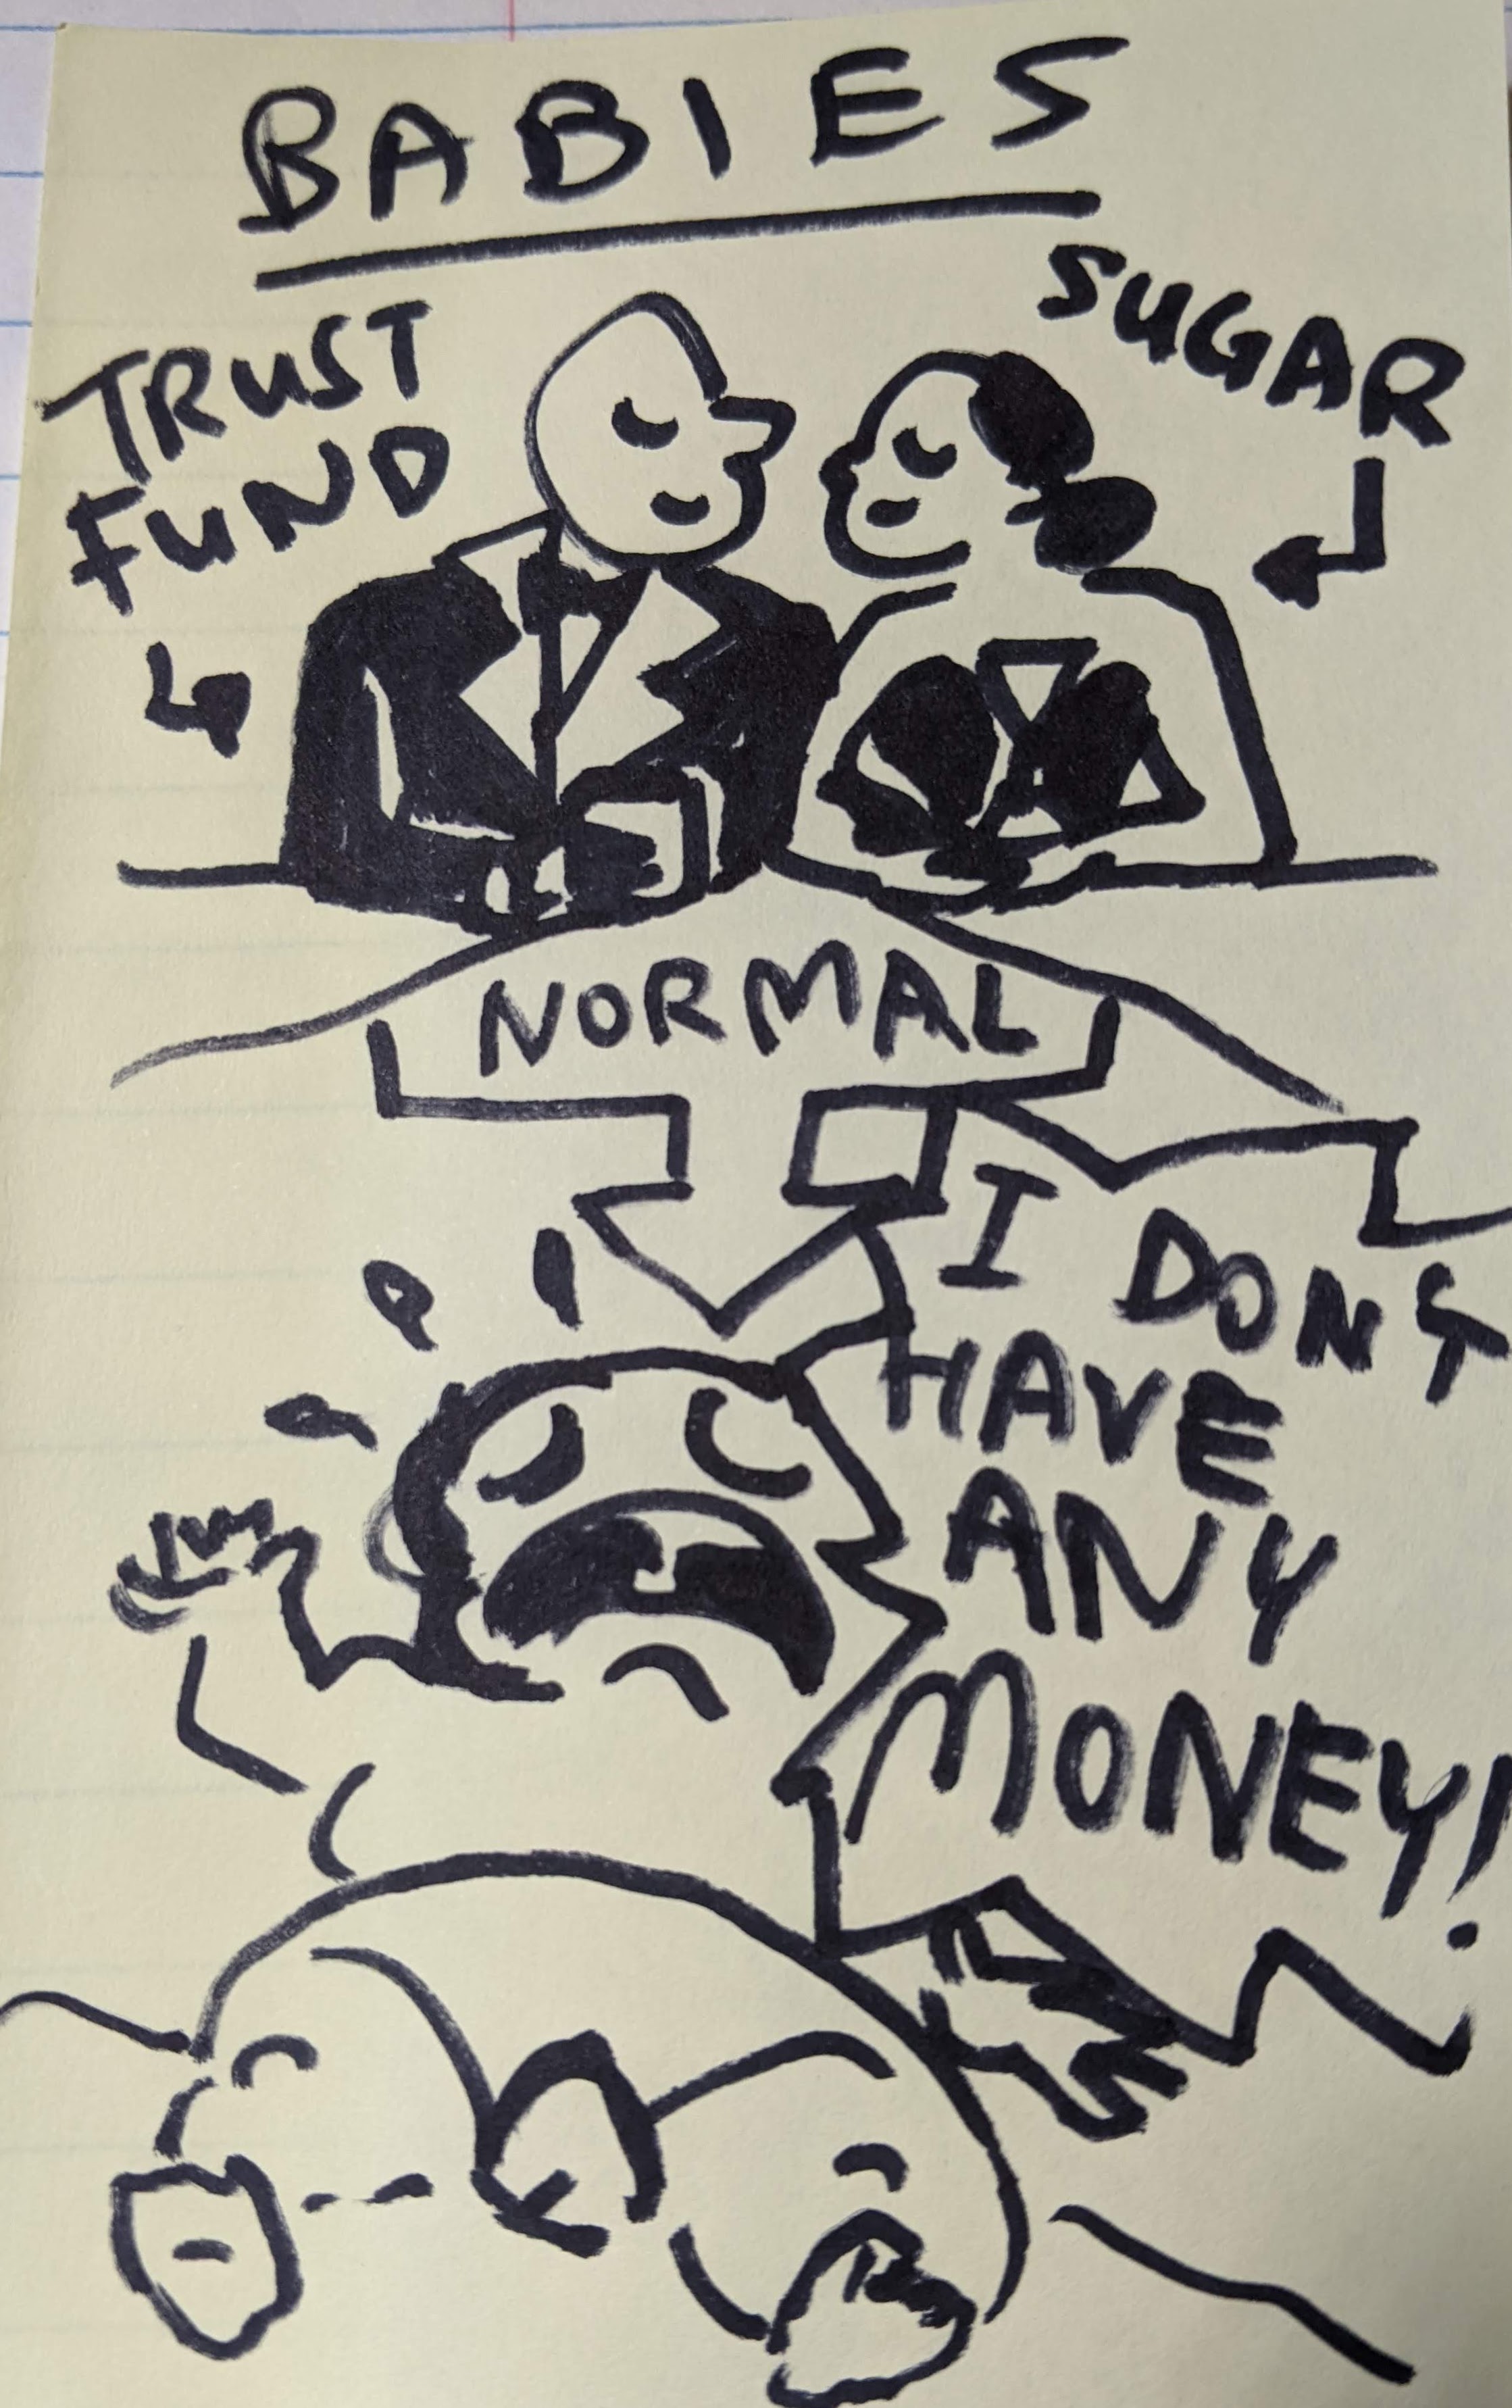 BABIES
TRUST
FUND
SUGAR
NORMAL
I DONT
HAVE
ANY
MONEY!